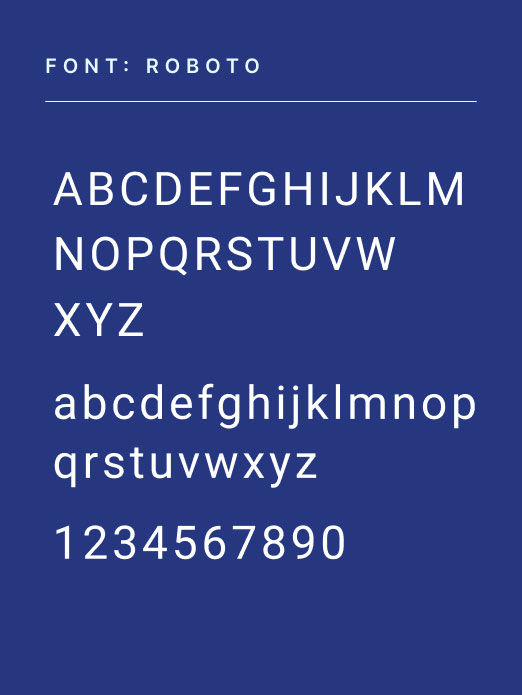 FONT: ROBOTO
ABCDEFGHIJKLM
NOPQRSTUVW
XYZ
abcdefghijklmnop
qrstuvwxyz
1234567890